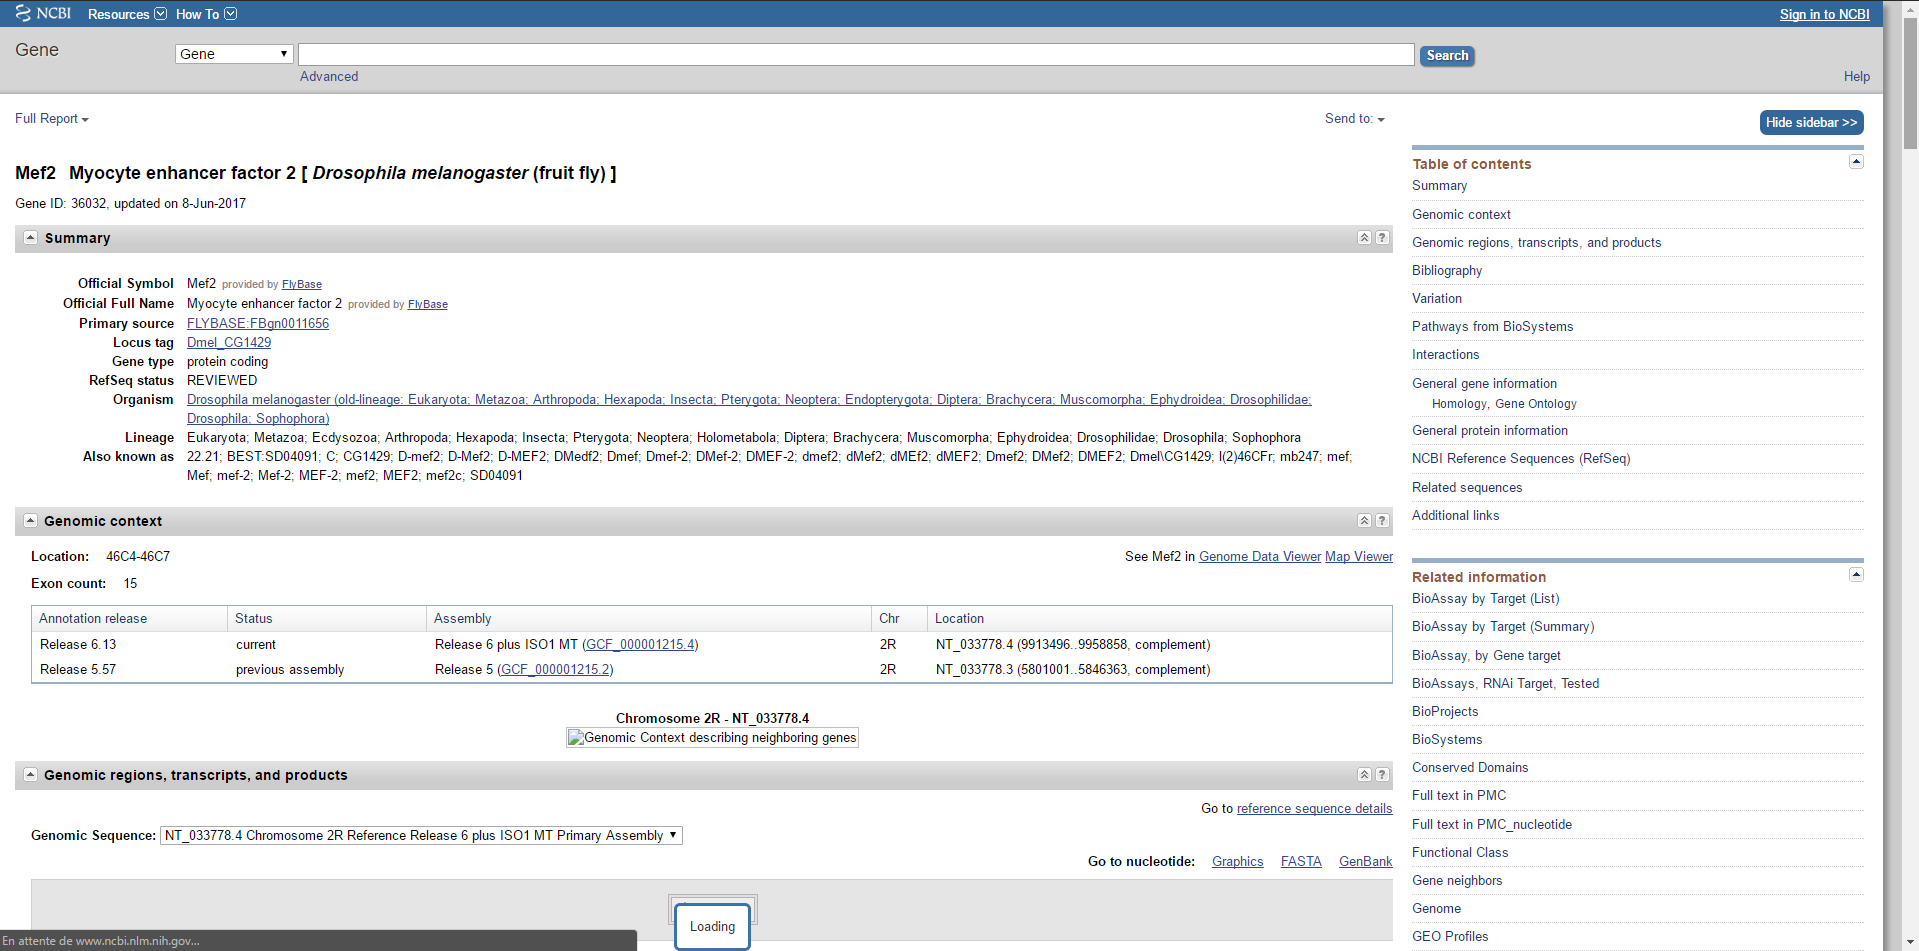 NCBI Resources How To Sign in to NCBI
Gene Gene Search
Advanced Help
Full Report Send to: Hide sidebar >>
Mef2 Myocyte enhancer factor 2 [ Drosophila melanogaster (fruit fly) ]
Gene ID: 36032, updated on 8-Jun-2017
Summary
Official Symbol Mef2 provided by FlyBase
Official Full Name Myocyte enhancer factor 2 provided by FlyBase
Primary source FLYBASE:FBgn0011656
Locus tag Dmel_CG1429
Gene type protein coding
RefSeq status REVIEWED
Organism Drosophila melanogaster (old-lineage: Eukaryota; Metazoa; Arthropoda; Hexapoda; Insecta; Pterygota; Neoptera; Endopterygota; Diptera; Brachycera; Muscomorpha; Ephydroidea; Drosophilidae;
Drosophila; Sophophora)
Lineage Eukaryota; Metazoa; Ecdysozoa; Arthropoda; Hexapoda; Insecta; Pterygota; Neoptera; Holometabola; Diptera; Brachycera; Muscomorpha; Ephydroidea; Drosophilidae; Drosophila; Sophophora
Also known as 22.21; BEST:SD04091; C; CG1429; D-mef2; D-Mef2; D-MEF2; DMedf2; Dmef; Dmef-2; DMef-2; DMEF-2; dmef2; dMef2; dMEf2; dMEF2; Dmef2; DMef2; DMEF2; Dmel\CG1429; l(2)46CFr; mb247; mef;
Mef; mef-2; Mef-2; MEF-2; mef2; MEF2; mef2c; SD04091
Genomic context
Location: 46C4-46C7 See Mef2 in Genome Data Viewer Map Viewer
Exon count: 15
Annotation release Status Assembly Chr Location
Release 6.13 current Release 6 plus ISO1 MT (GCF_000001215.4) 2R NT_033778.4 (9913496..9958858, complement)
Release 5.57 previous assembly Release 5 (GCF_000001215.2) 2R NT_033778.3 (5801001..5846363, complement)
Chromosome 2R - NT_033778.4
Genomic Context describing neighboring genes
Genomic regions, transcripts, and products
Go to reference sequence details
Genomic Sequence: NT_033778.4 Chromosome 2R Reference Release 6 plus ISO1 MT Primary Assembly
Go to nucleotide: Graphics FASTA GenBank
Loading
En attente de www.ncbi.nlm.nih.gov...
Table of contents
Summary
Genomic context
Genomic regions, transcripts, and products
Bibliography
Variation
Pathways from BioSystems
Interactions
General gene information
Homology, Gene Ontology
General protein information
NCBI Reference Sequences (RefSeq)
Related sequences
Additional links
Related information
BioAssay by Target (List)
BioAssay by Target (Summary)
BioAssay, by Gene target
BioAssays, RNAi Target, Tested
BioProjects
BioSystems
Conserved Domains
Full text in PMC
Full text in PMC_nucleotide
Functional Class
Gene neighbors
Genome
GEO Profiles